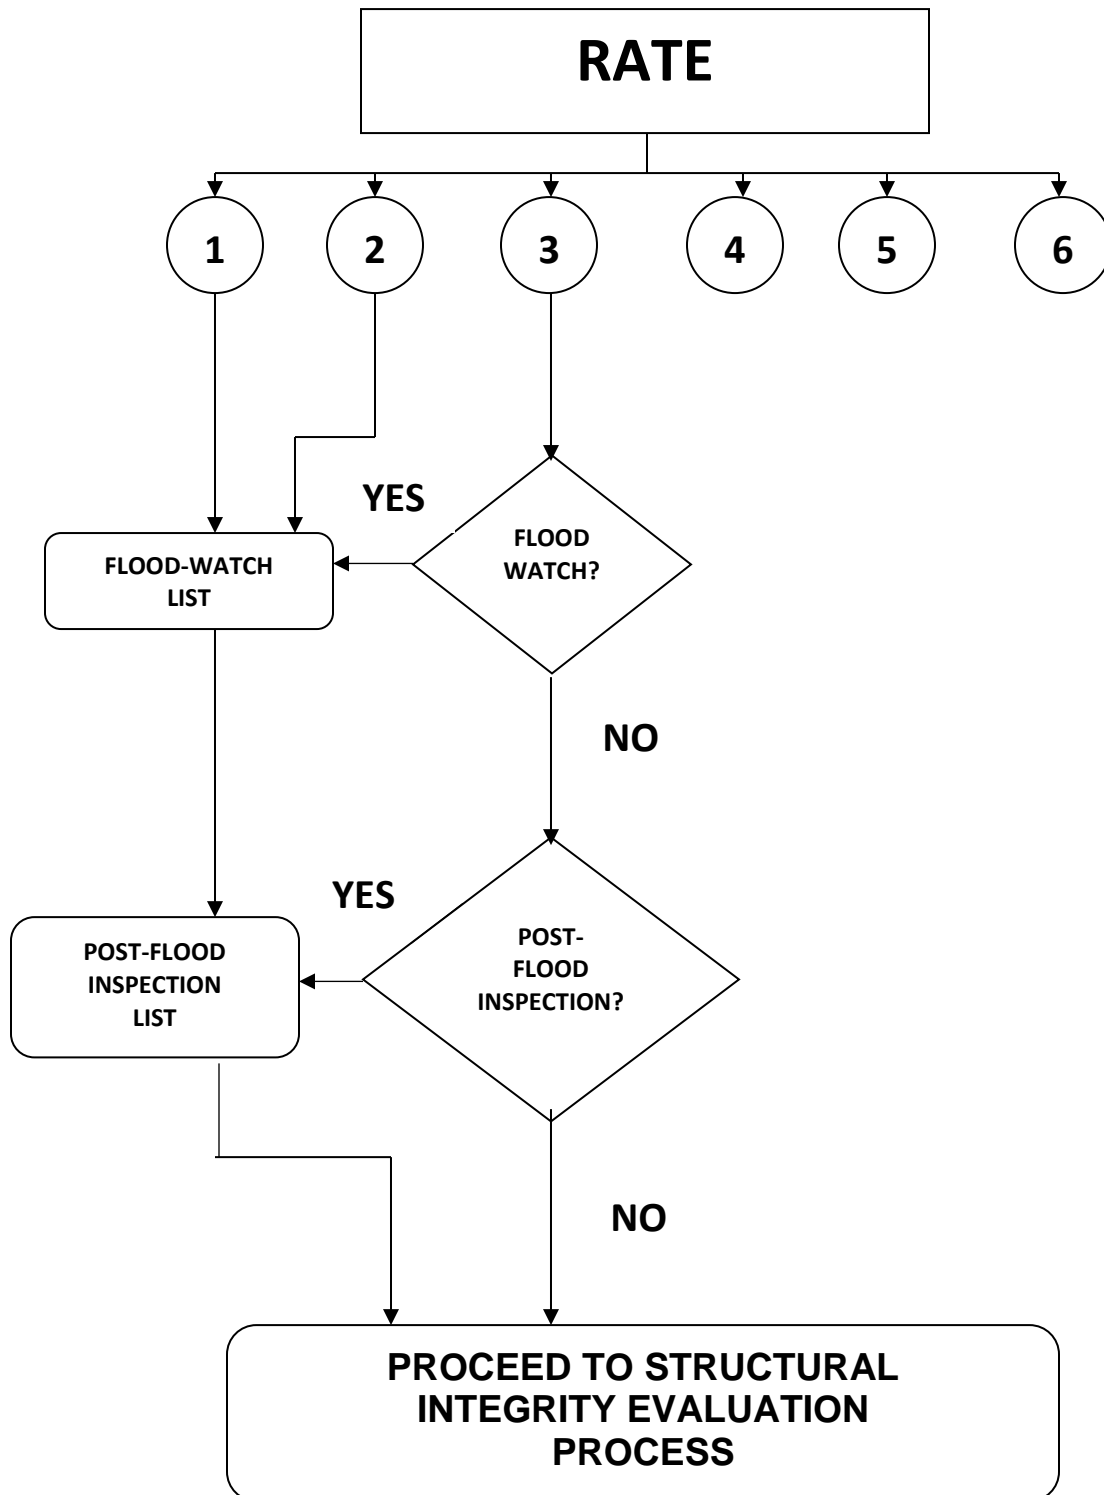 RATE
1
2
3
4
5
6
YES
FLOOD
WATCH?
FLOOD-WATCH
LIST
NO
YES
POST-
FLOOD
INSPECTION?
POST-FLOOD
INSPECTION
LIST
NO
PROCEED TO STRUCTURAL
INTEGRITY EVALUATION
PROCESS